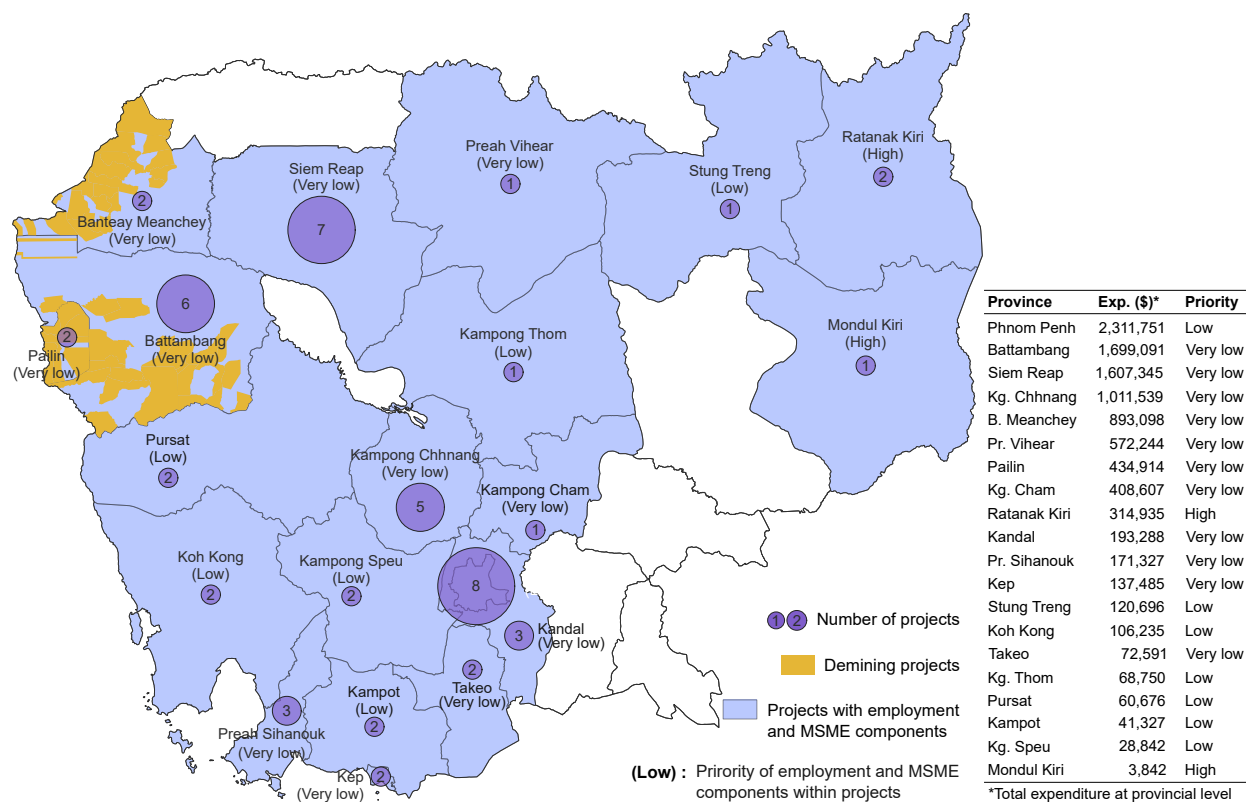 Ratanak Kiri
(High)
2
Preah Vihear
(Very low)
1
Siem Reap
(Very low)
7
Stung Treng
(Low)
1
2
Banteay Meanchey
(Very low)
6
Battambang
(Very low)
2
Pailin
(Very low)
Kampong Thom
(Low)
1
Mondul Kiri
(High)
1
Pursat
(Low)
2
Kampong Chhnang
(Very low)
5
Kampong Cham
(Very low)
1
Koh Kong
(Low)
2
Kampong Speu
(Low)
2
8
3
Kandal
(Very low)
2
Takeo
(Very low)
Kampot
(Low)
2
3
Preah Sihanouk
(Very low)
Kep
(Very low)
2
1 2 Number of projects
Demining projects
Projects with employment
and MSME components
(Low) : Prirority of employment and MSME
components within projects
Province Exp. ($)* Priority
Phnom Penh 2,311,751 Low
Battambang 1,699,091 Very low
Siem Reap 1,607,345 Very low
Kg. Chhnang 1,011,539 Very low
B. Meanchey 893,098 Very low
Pr. Vihear 572,244 Very low
Pailin 434,914 Very low
Kg. Cham 408,607 Very low
Ratanak Kiri 314,935 High
Kandal 193,288 Very low
Pr. Sihanouk 171,327 Very low
Kep 137,485 Very low
Stung Treng 120,696 Low
Koh Kong 106,235 Low
Takeo 72,591 Very low
Kg. Thom 68,750 Low
Pursat 60,676 Low
Kampot 41,327 Low
Kg. Speu 28,842 Low
Mondul Kiri 3,842 High
*Total expenditure at provincial level